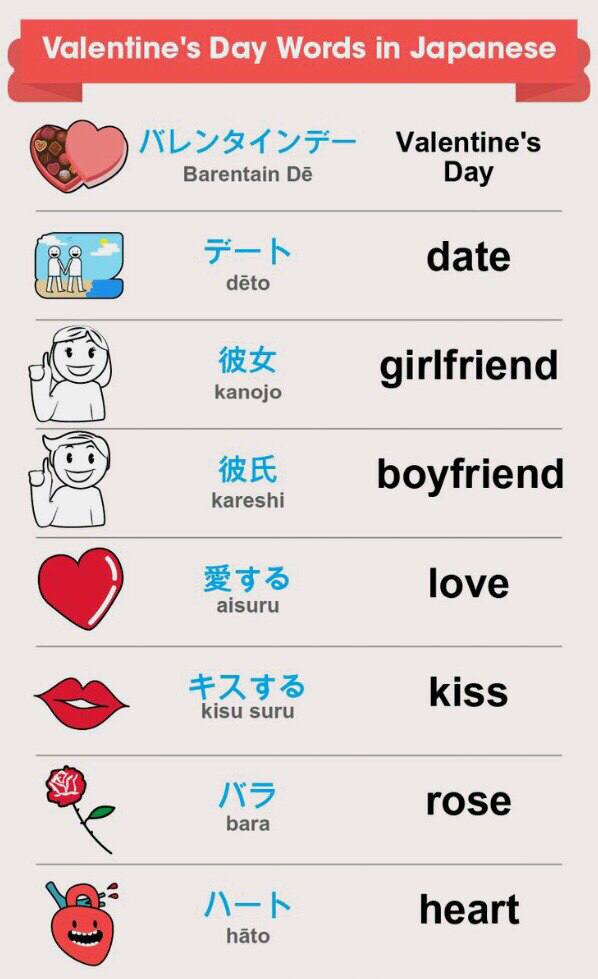 Valentine's Day Words in Japanese
バレンタインデー
Barentain Dē
Valentine's
Day
デート
dēto
date
彼女
kanojo
girlfriend
彼氏
kareshi
boyfriend
愛する
aisuru
love
キスする
kisu suru
kiss
バラ
bara
rose
ハート
hāto
heart